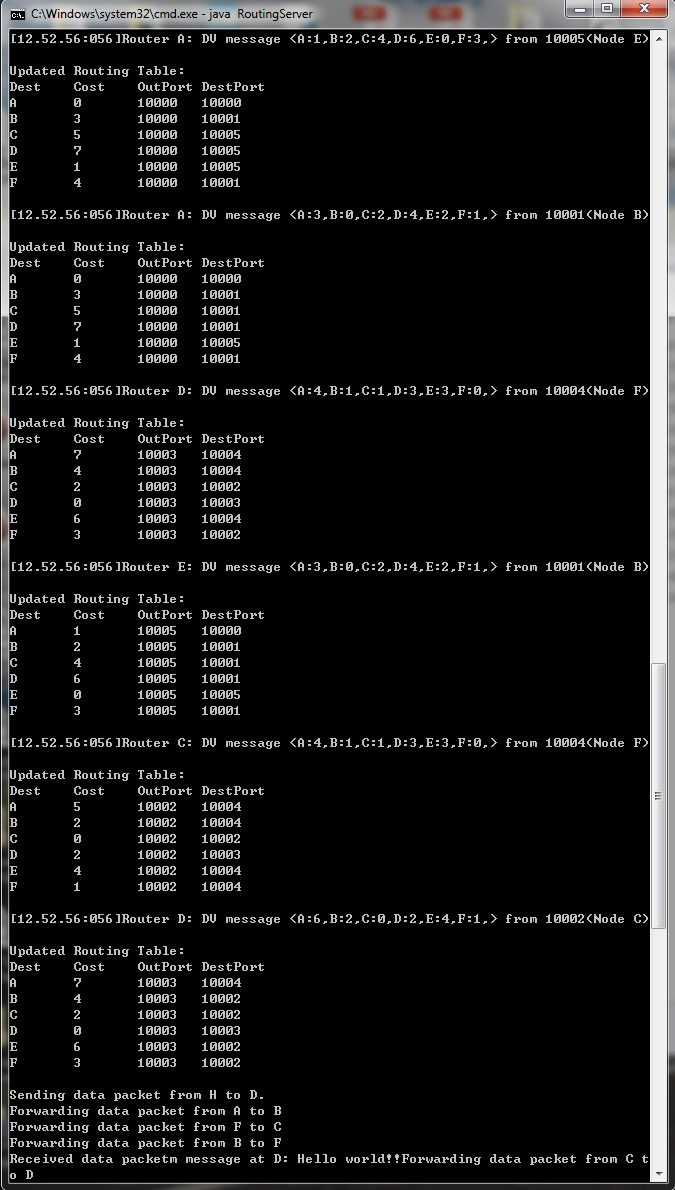 C:\Windows\system32\cmd.exe - java RoutingServer
[12.52.56:056]Router A: DV message <A:1,B:2,C:4,D:6,E:0,F:3,> from 10005(Node E)
Updated Routing Table:
Dest Cost OutPort DestPort
A 0 10000 10000
B 3 10000 10001
C 5 10000 10005
D 7 10000 10005
E 1 10000 10005
F 4 10000 10001
[12.52.56:056]Router A: DV message <A:3,B:0,C:2,D:4,E:2,F:1,> from 10001(Node B)
Updated Routing Table:
Dest Cost OutPort DestPort
A 0 10000 10000
B 3 10000 10001
C 5 10000 10001
D 7 10000 10001
E 1 10000 10005
F 4 10000 10001
[12.52.56:056]Router D: DV message <A:4,B:1,C:1,D:3,E:3,F:0,> from 10004(Node F)
Updated Routing Table:
Dest Cost OutPort DestPort
A 7 10003 10004
B 4 10003 10004
C 2 10003 10002
D 0 10003 10003
E 6 10003 10004
F 3 10003 10002
[12.52.56:056]Router E: DV message <A:3,B:0,C:2,D:4,E:2,F:1,> from 10001(Node B)
Updated Routing Table:
Dest Cost OutPort DestPort
A 1 10005 10000
B 2 10005 10001
C 4 10005 10001
D 6 10005 10001
E 0 10005 10005
F 3 10005 10001
[12.52.56:056]Router C: DV message <A:4,B:1,C:1,D:3,E:3,F:0,> from 10004(Node F)
Updated Routing Table:
Dest Cost OutPort DestPort
A 5 10002 10004
B 2 10002 10004
C 0 10002 10002
D 2 10002 10003
E 4 10002 10004
F 1 10002 10004
[12.52.56:056]Router D: DV message <A:6,B:2,C:0,D:2,E:4,F:1,> from 10002(Node C)
Updated Routing Table:
Dest Cost OutPort DestPort
A 7 10003 10004
B 4 10003 10002
C 2 10003 10002
D 0 10003 10003
E 6 10003 10002
F 3 10003 10002
Sending data packet from H to D.
Forwarding data packet from A to B
Forwarding data packet from F to C
Forwarding data packet from B to F
Received data packetm message at D: Hello world!!Forwarding data packet from C t
o D